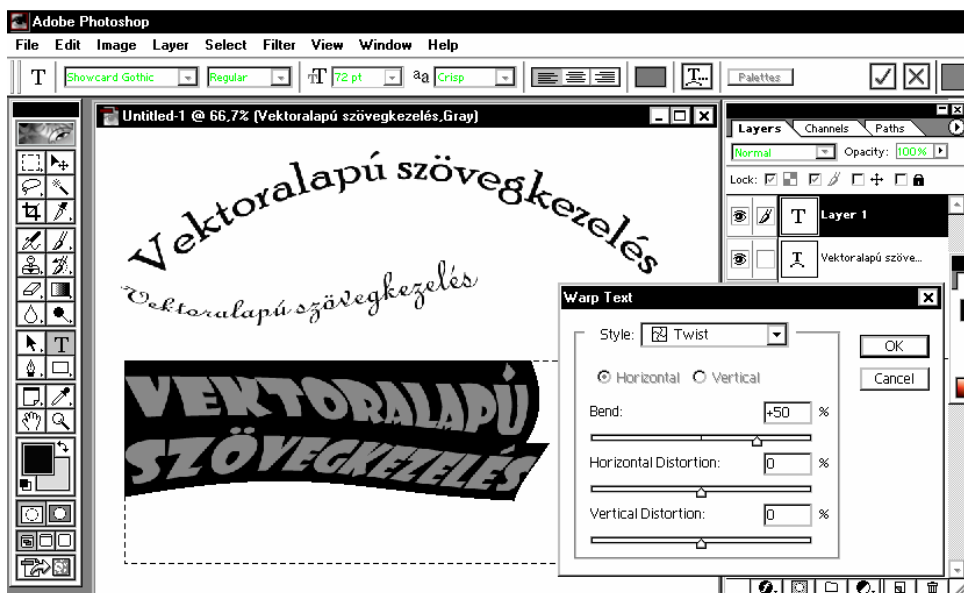 Adobe Photoshop
File Edit Image Layer Select Filter View Window Help
T Showcard Gothic Regular T 72 pt aa Crisp T... Palettes
Untitled-1 @ 66,7% (Vektoralapú szövegkezelés,Gray)
Layers Channels Paths
Normal Opacity: 100%
Lock:
T Layer 1
T Vektoralapú szöve...
Vektoralapú szövegkezelés
Vektoralapú szövegkezelés
VEKTORALAPÚ
SZÖVEGKEZELÉS
T
Warp Text
Style: Twist
OK
Horizontal Vertical
Cancel
Bend: +50 %
Horizontal Distortion: 0 %
Vertical Distortion: 0 %